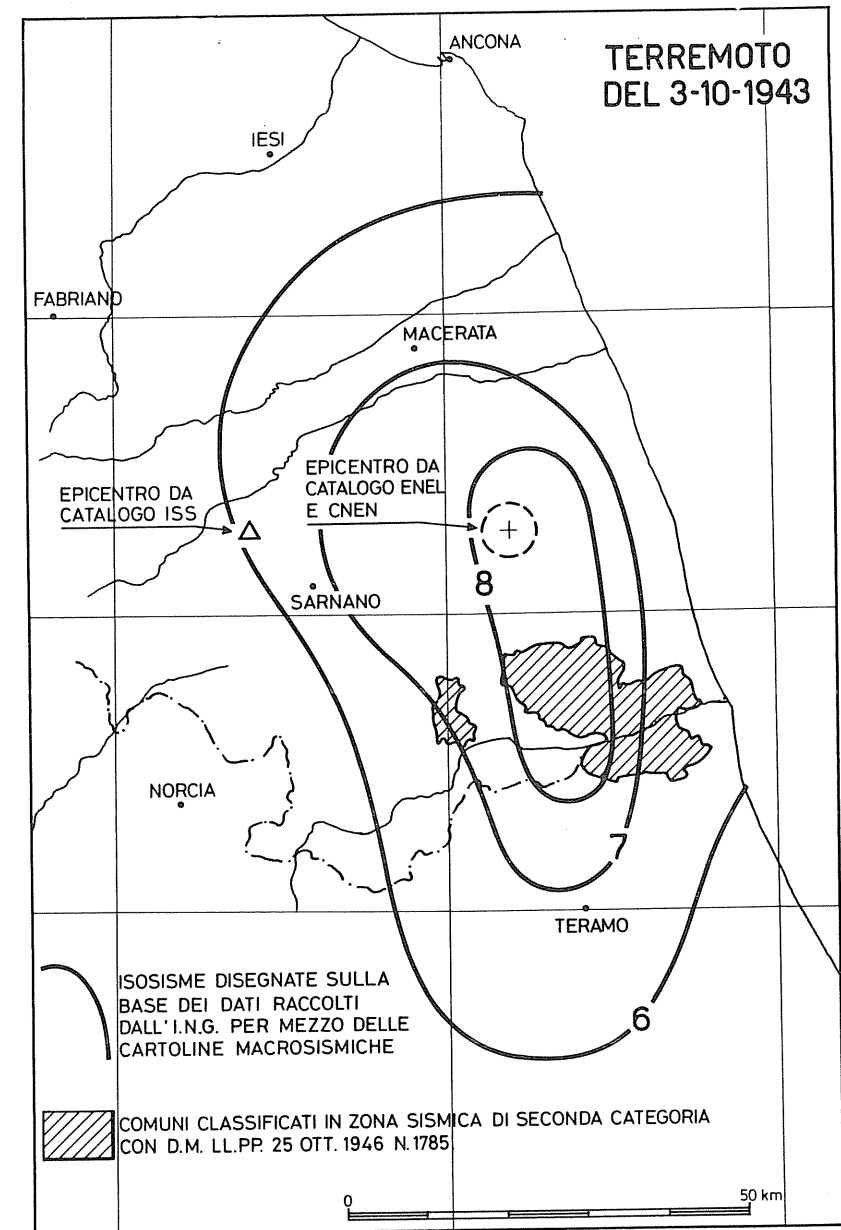 TERREMOTO
DEL 3-10-1943
ANCONA
IESI
FABRIANO
MACERATA
EPICENTRO DA
CATALOGO ENEL
E CNEN
EPICENTRO DA
CATALOGO ISS
8
SARNANO
NORCIA
7
TERAMO
6
ISOSISME DISEGNATE SULLA
BASE DEI DATI RACCOLTI
DALL'I.N.G. PER MEZZO DELLE
CARTOLINE MACROSISMICHE
COMUNI CLASSIFICATI IN ZONA SISMICA DI SECONDA CATEGORIA
CON D.M. LL.PP. 25 OTT. 1946 N.1785
0 50 km